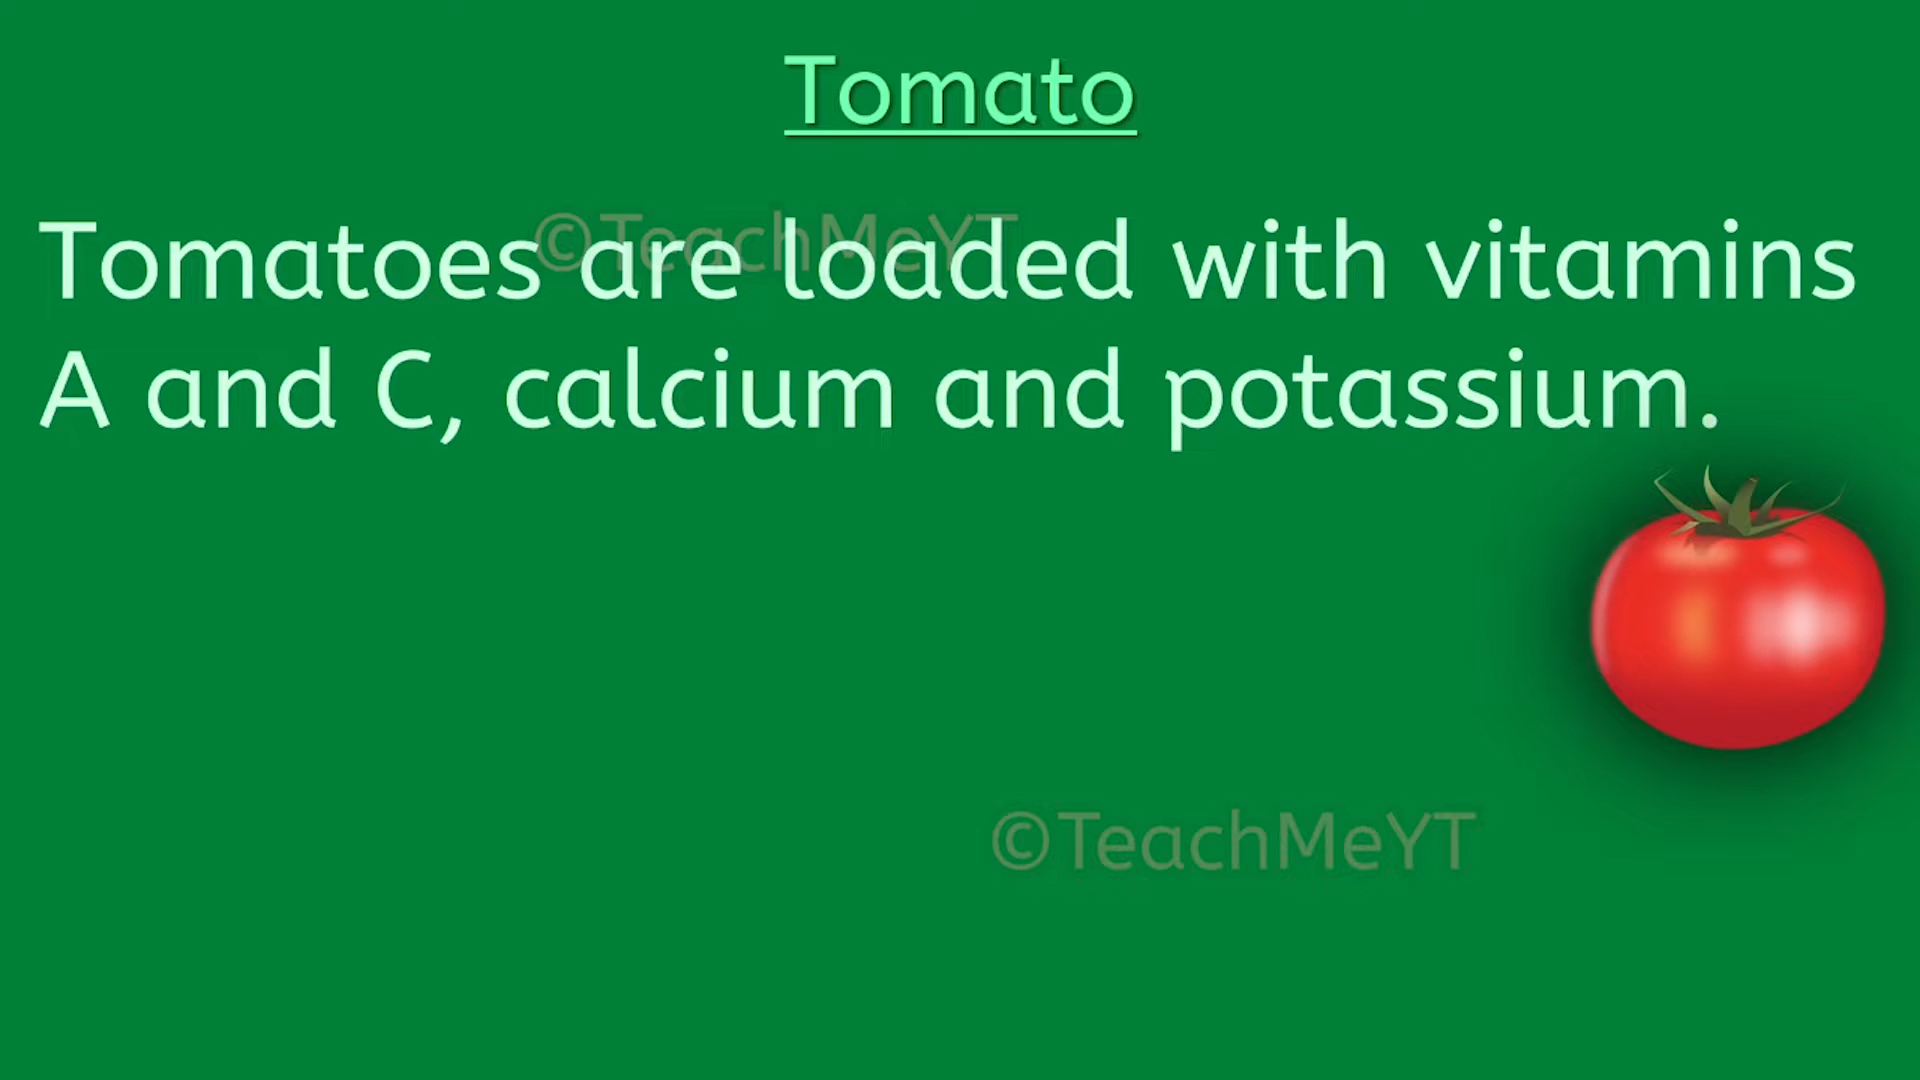 Tomato
©TeachMeYT
Tomatoes are loaded with vitamins
A and C, calcium and potassium.
©TeachMeYT